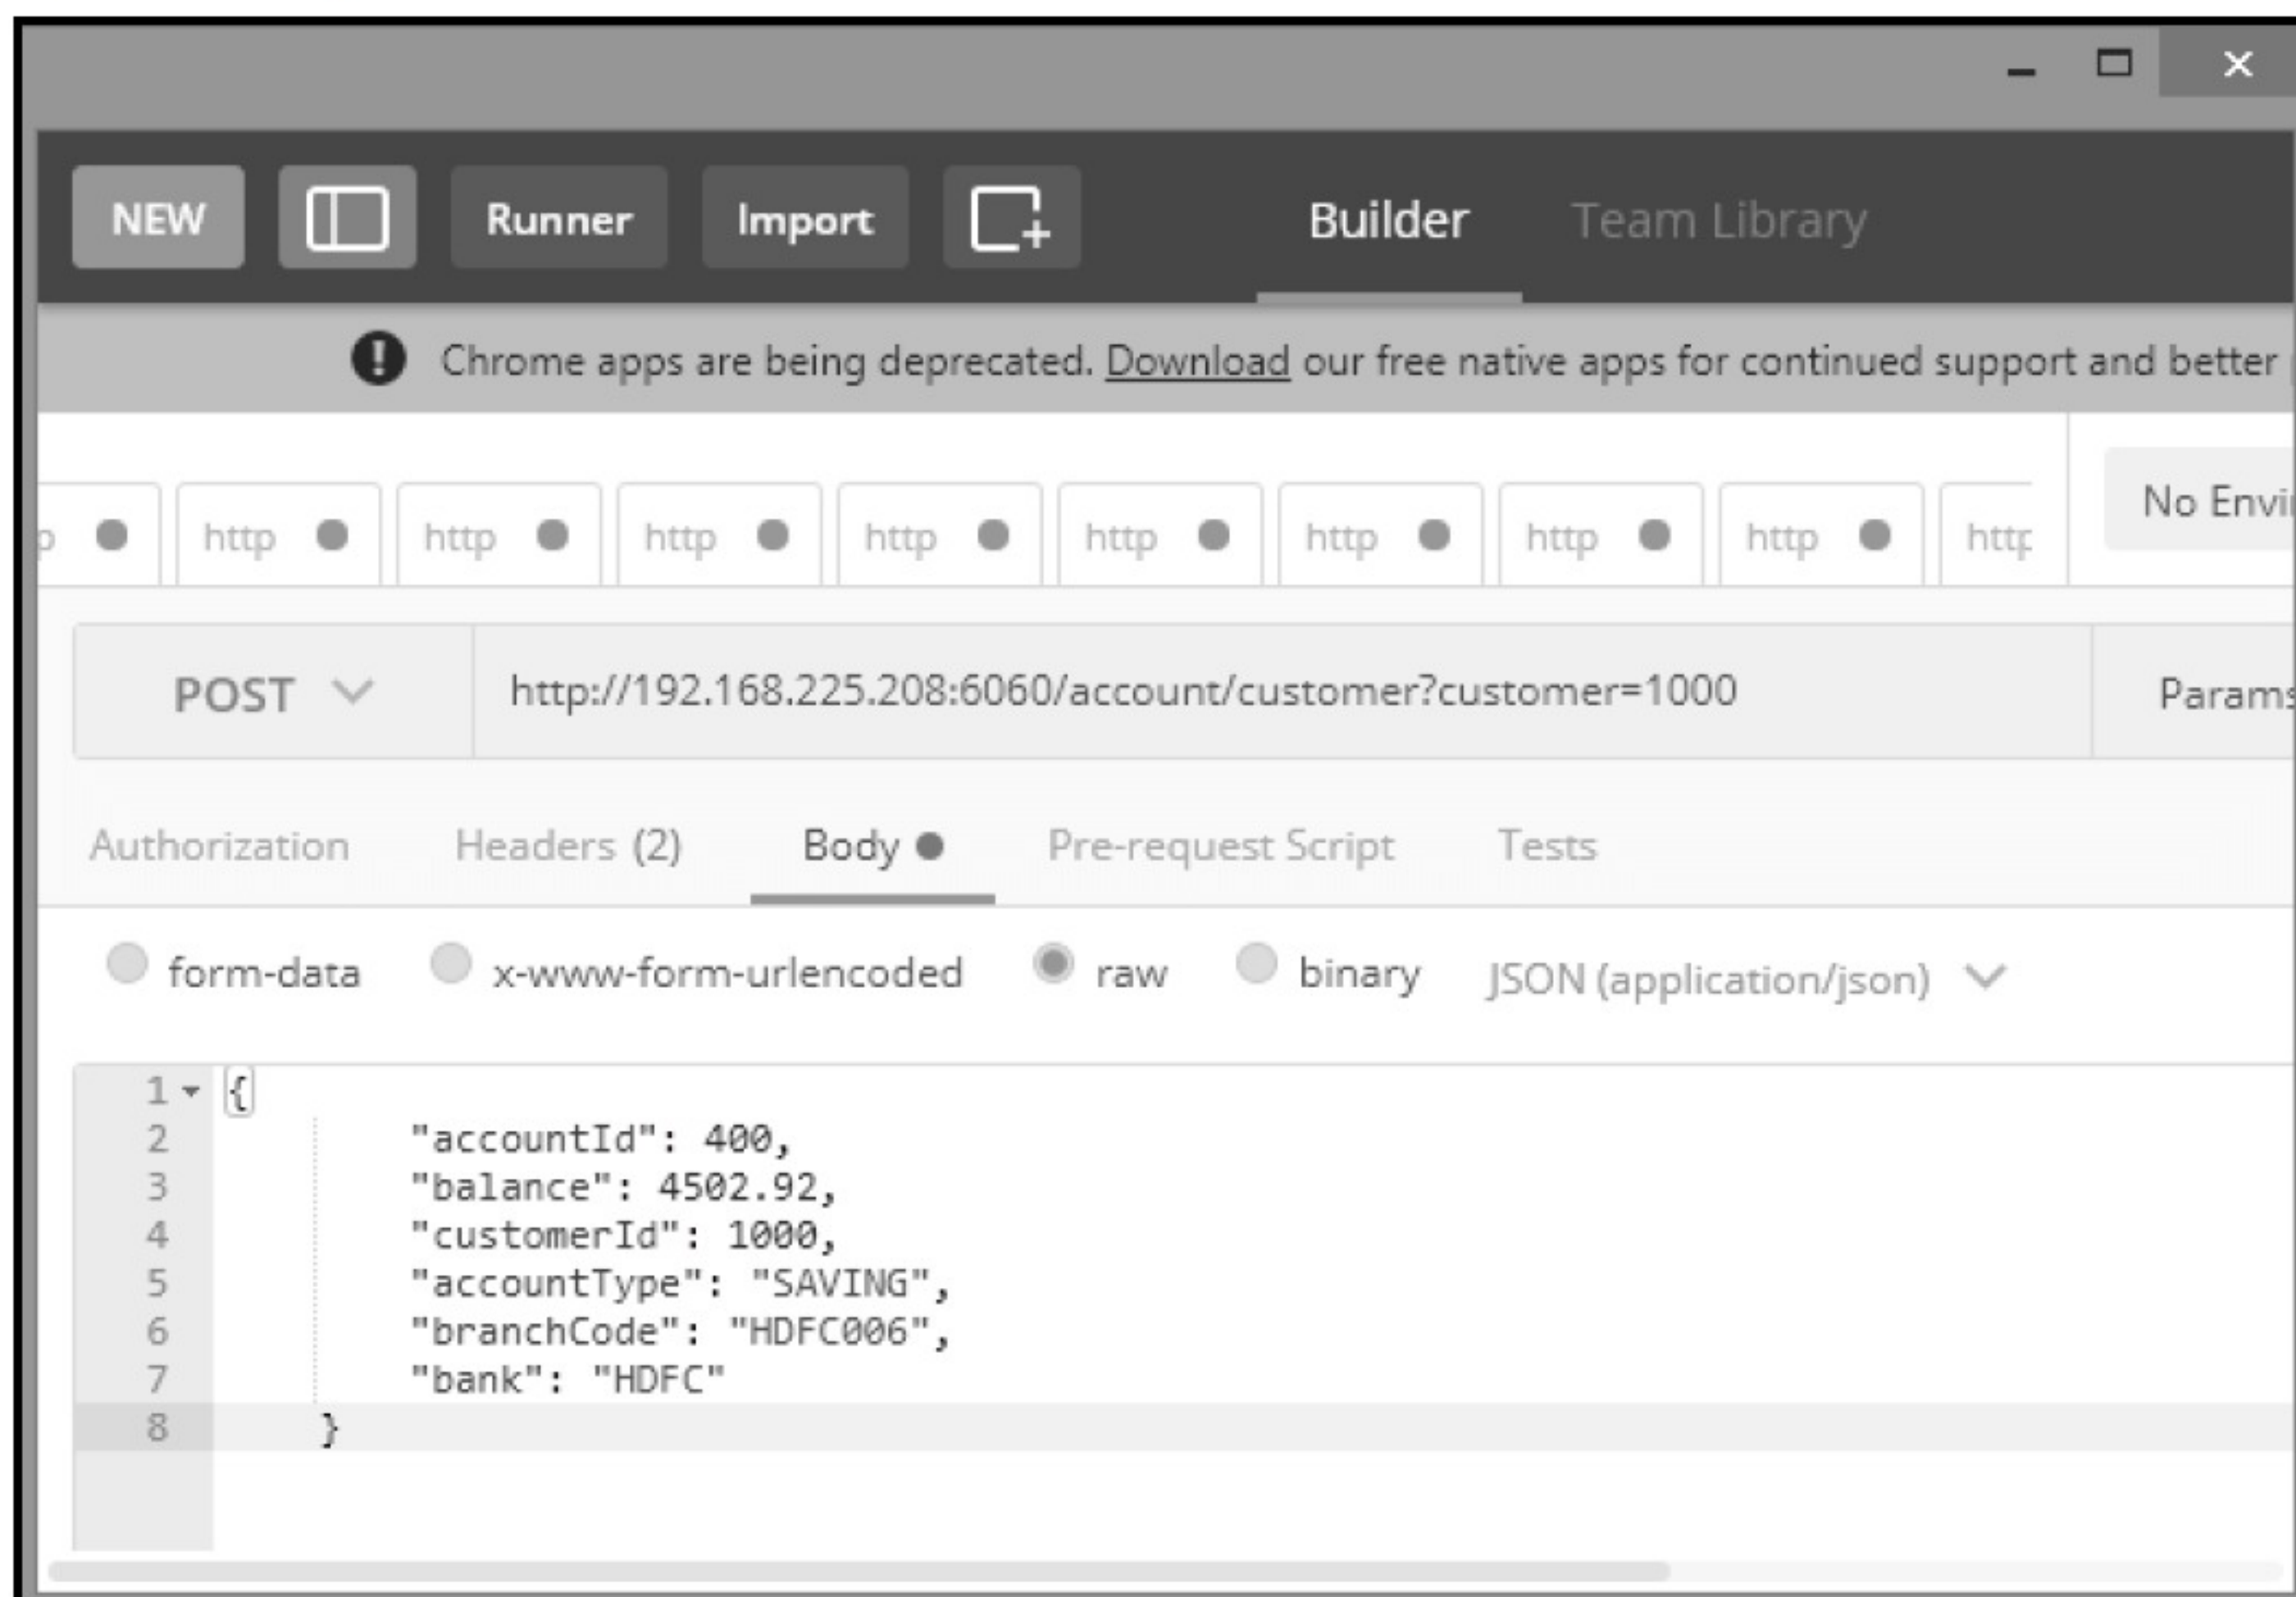 NEW Runner Import Builder Team Library
Chrome apps are being deprecated. Download our free native apps for continued support and better
http http http http http http http http
No
POST http://192.168.225.208:6060/account/customer?customer=1000 Params
Authorization Headers (2) Body Pre-request Script Tests
form-data x-www-form-urlencoded raw binary JSON (application/json)
1 {
2 "accountId": 400,
3 "balance": 4502.92,
4 "customerId": 1000,
5 "accountType": "SAVING",
6 "branchCode": "HDFC006",
7 "bank": "HDFC"
8 }